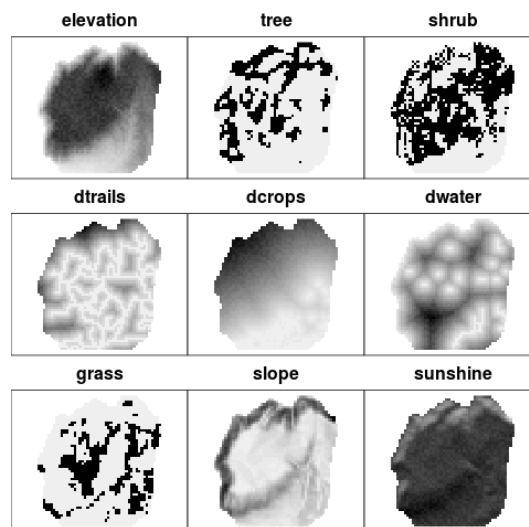 elevation tree shrub
dtrails dcrops dwater
grass slope sunshine